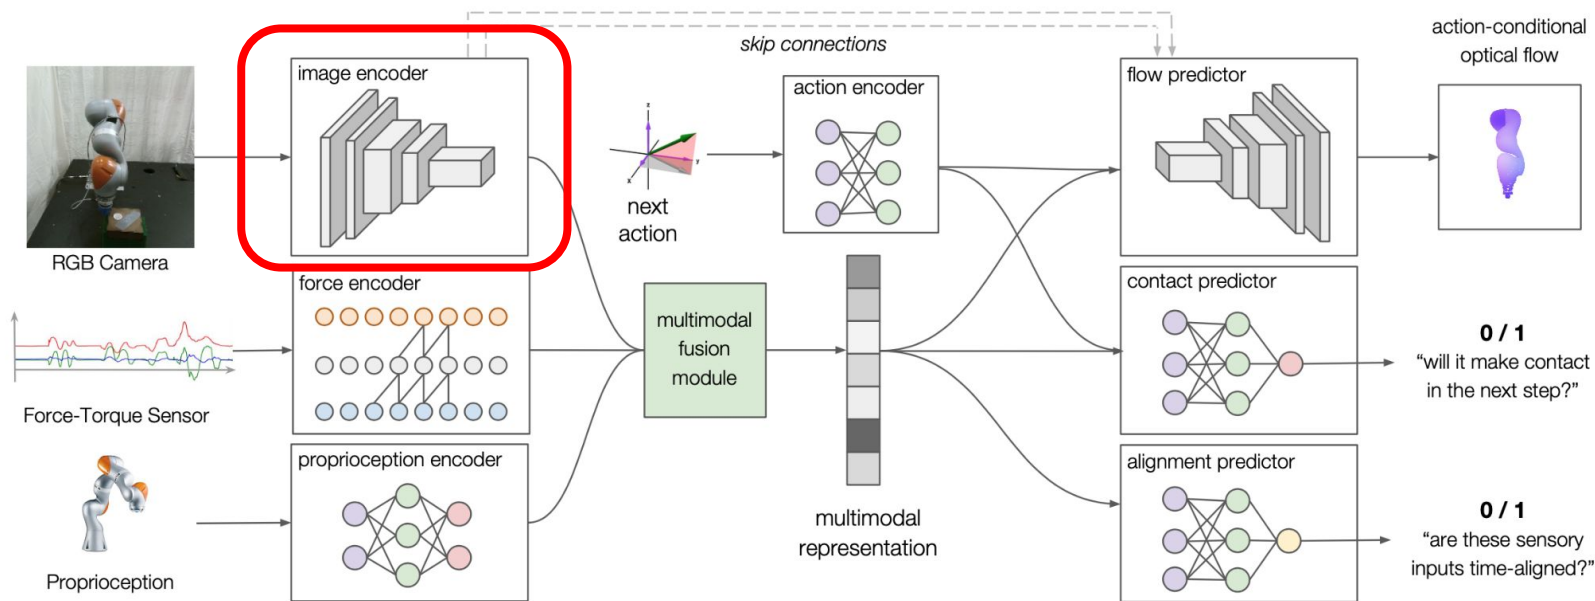 skip connections
action-conditional
optical flow
image encoder
action encoder
flow predictor
RGB Camera
next
action
z
y
x
force encoder
contact predictor
multimodal
fusion
module
0 / 1
“will it make contact
in the next step?”
Force-Torque Sensor
proprioception encoder
alignment predictor
multimodal
representation
0 / 1
“are these sensory
inputs time-aligned?”
Proprioception